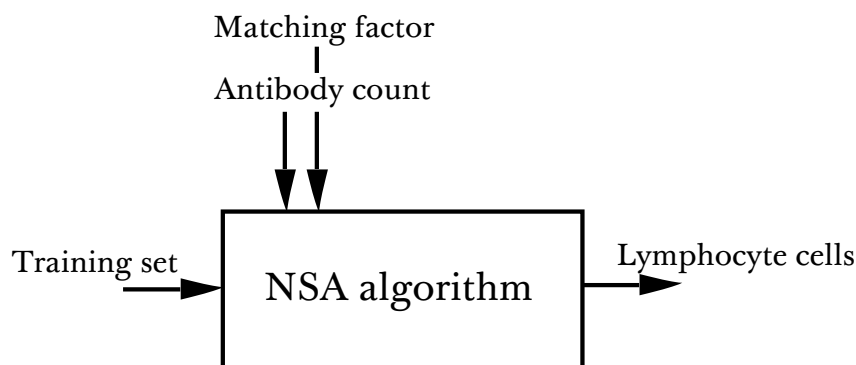 Matching factor
Antibody count
Training set
NSA algorithm
Lymphocyte cells